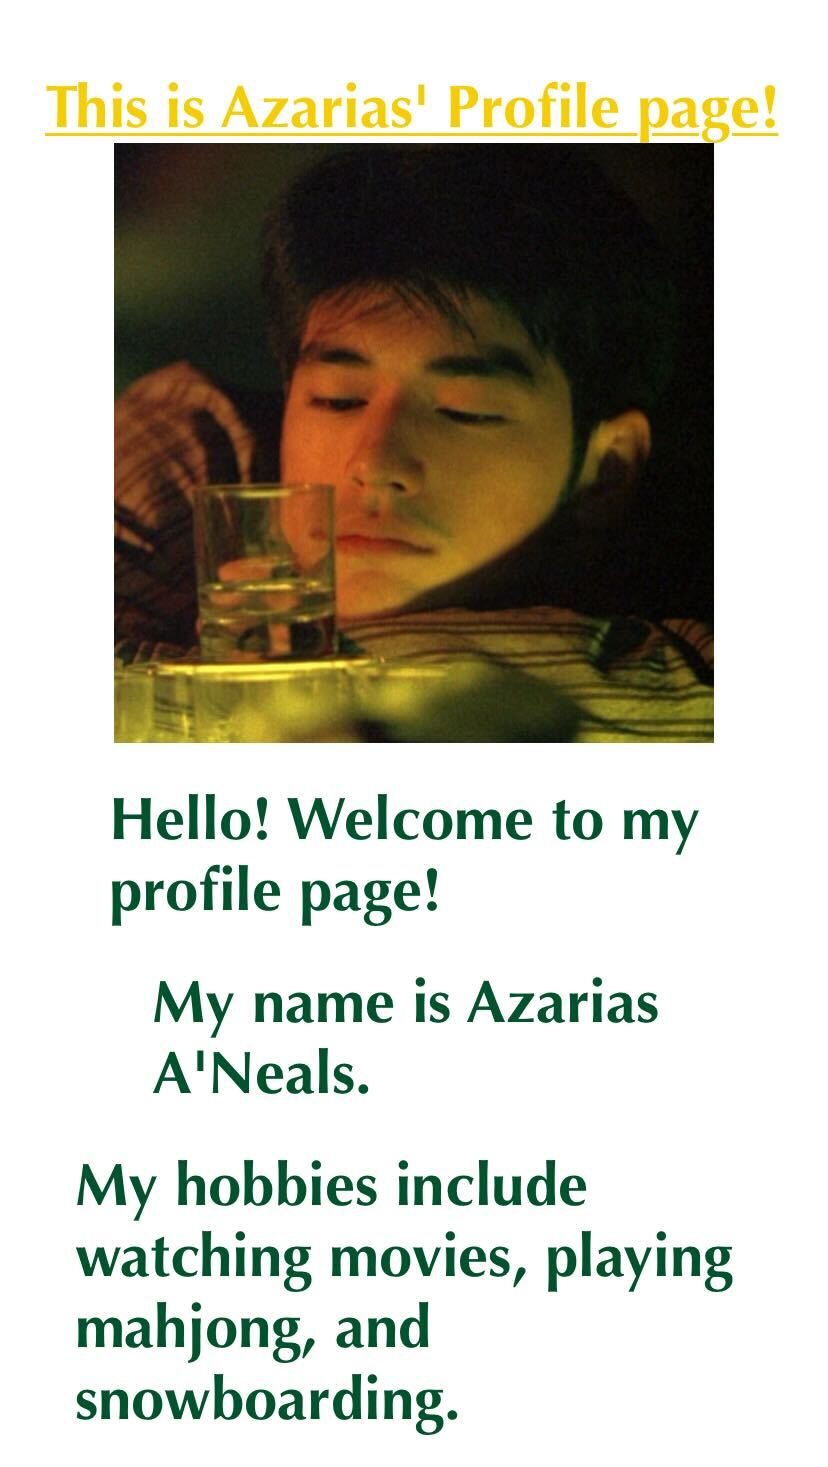 This is Azarias' Profile page!
Hello! Welcome to my
profile page!
My name is Azarias
A'Neals.
My hobbies include
watching movies, playing
mahjong, and
snowboarding.